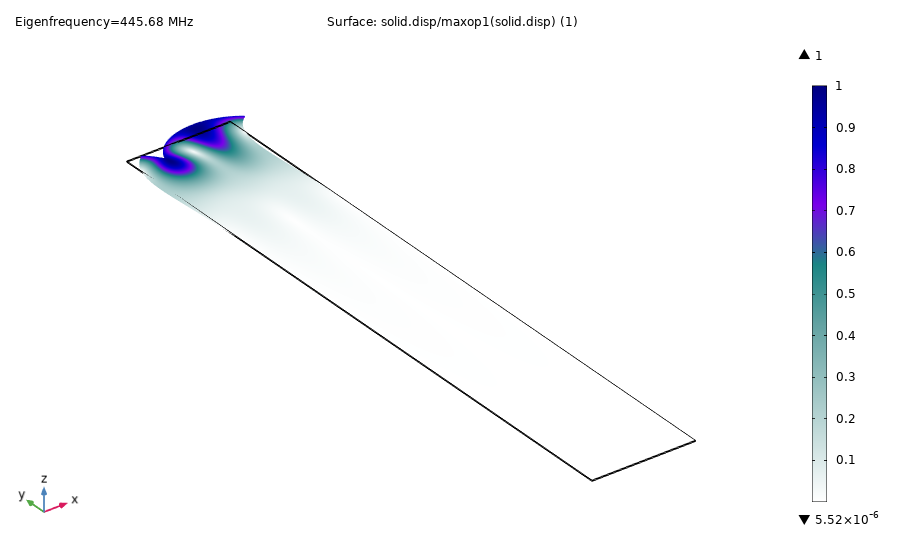 Eigenfrequency=445.68 MHz
Surface: solid.disp/maxop1(solid.disp) (1)
▲ 1
1
0.9
0.8
0.7
0.6
0.5
0.4
0.3
0.2
0.1
▼ 5.52×10⁻⁶
z
y
x